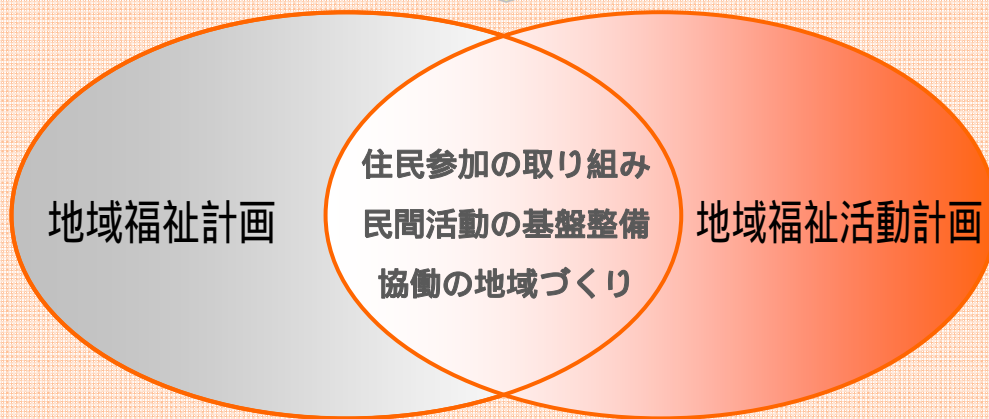 地域福祉計画
住民参加の取り組み
民間活動の基盤整備
協働の地域づくり
地域福祉活動計画